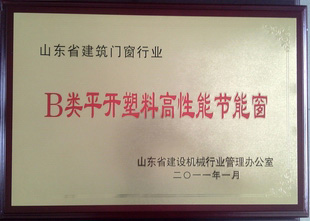 山东省建筑门窗行业
B类平开塑料高性能节能窗
山东省建设机械行业管理办公室
二〇一一年一月